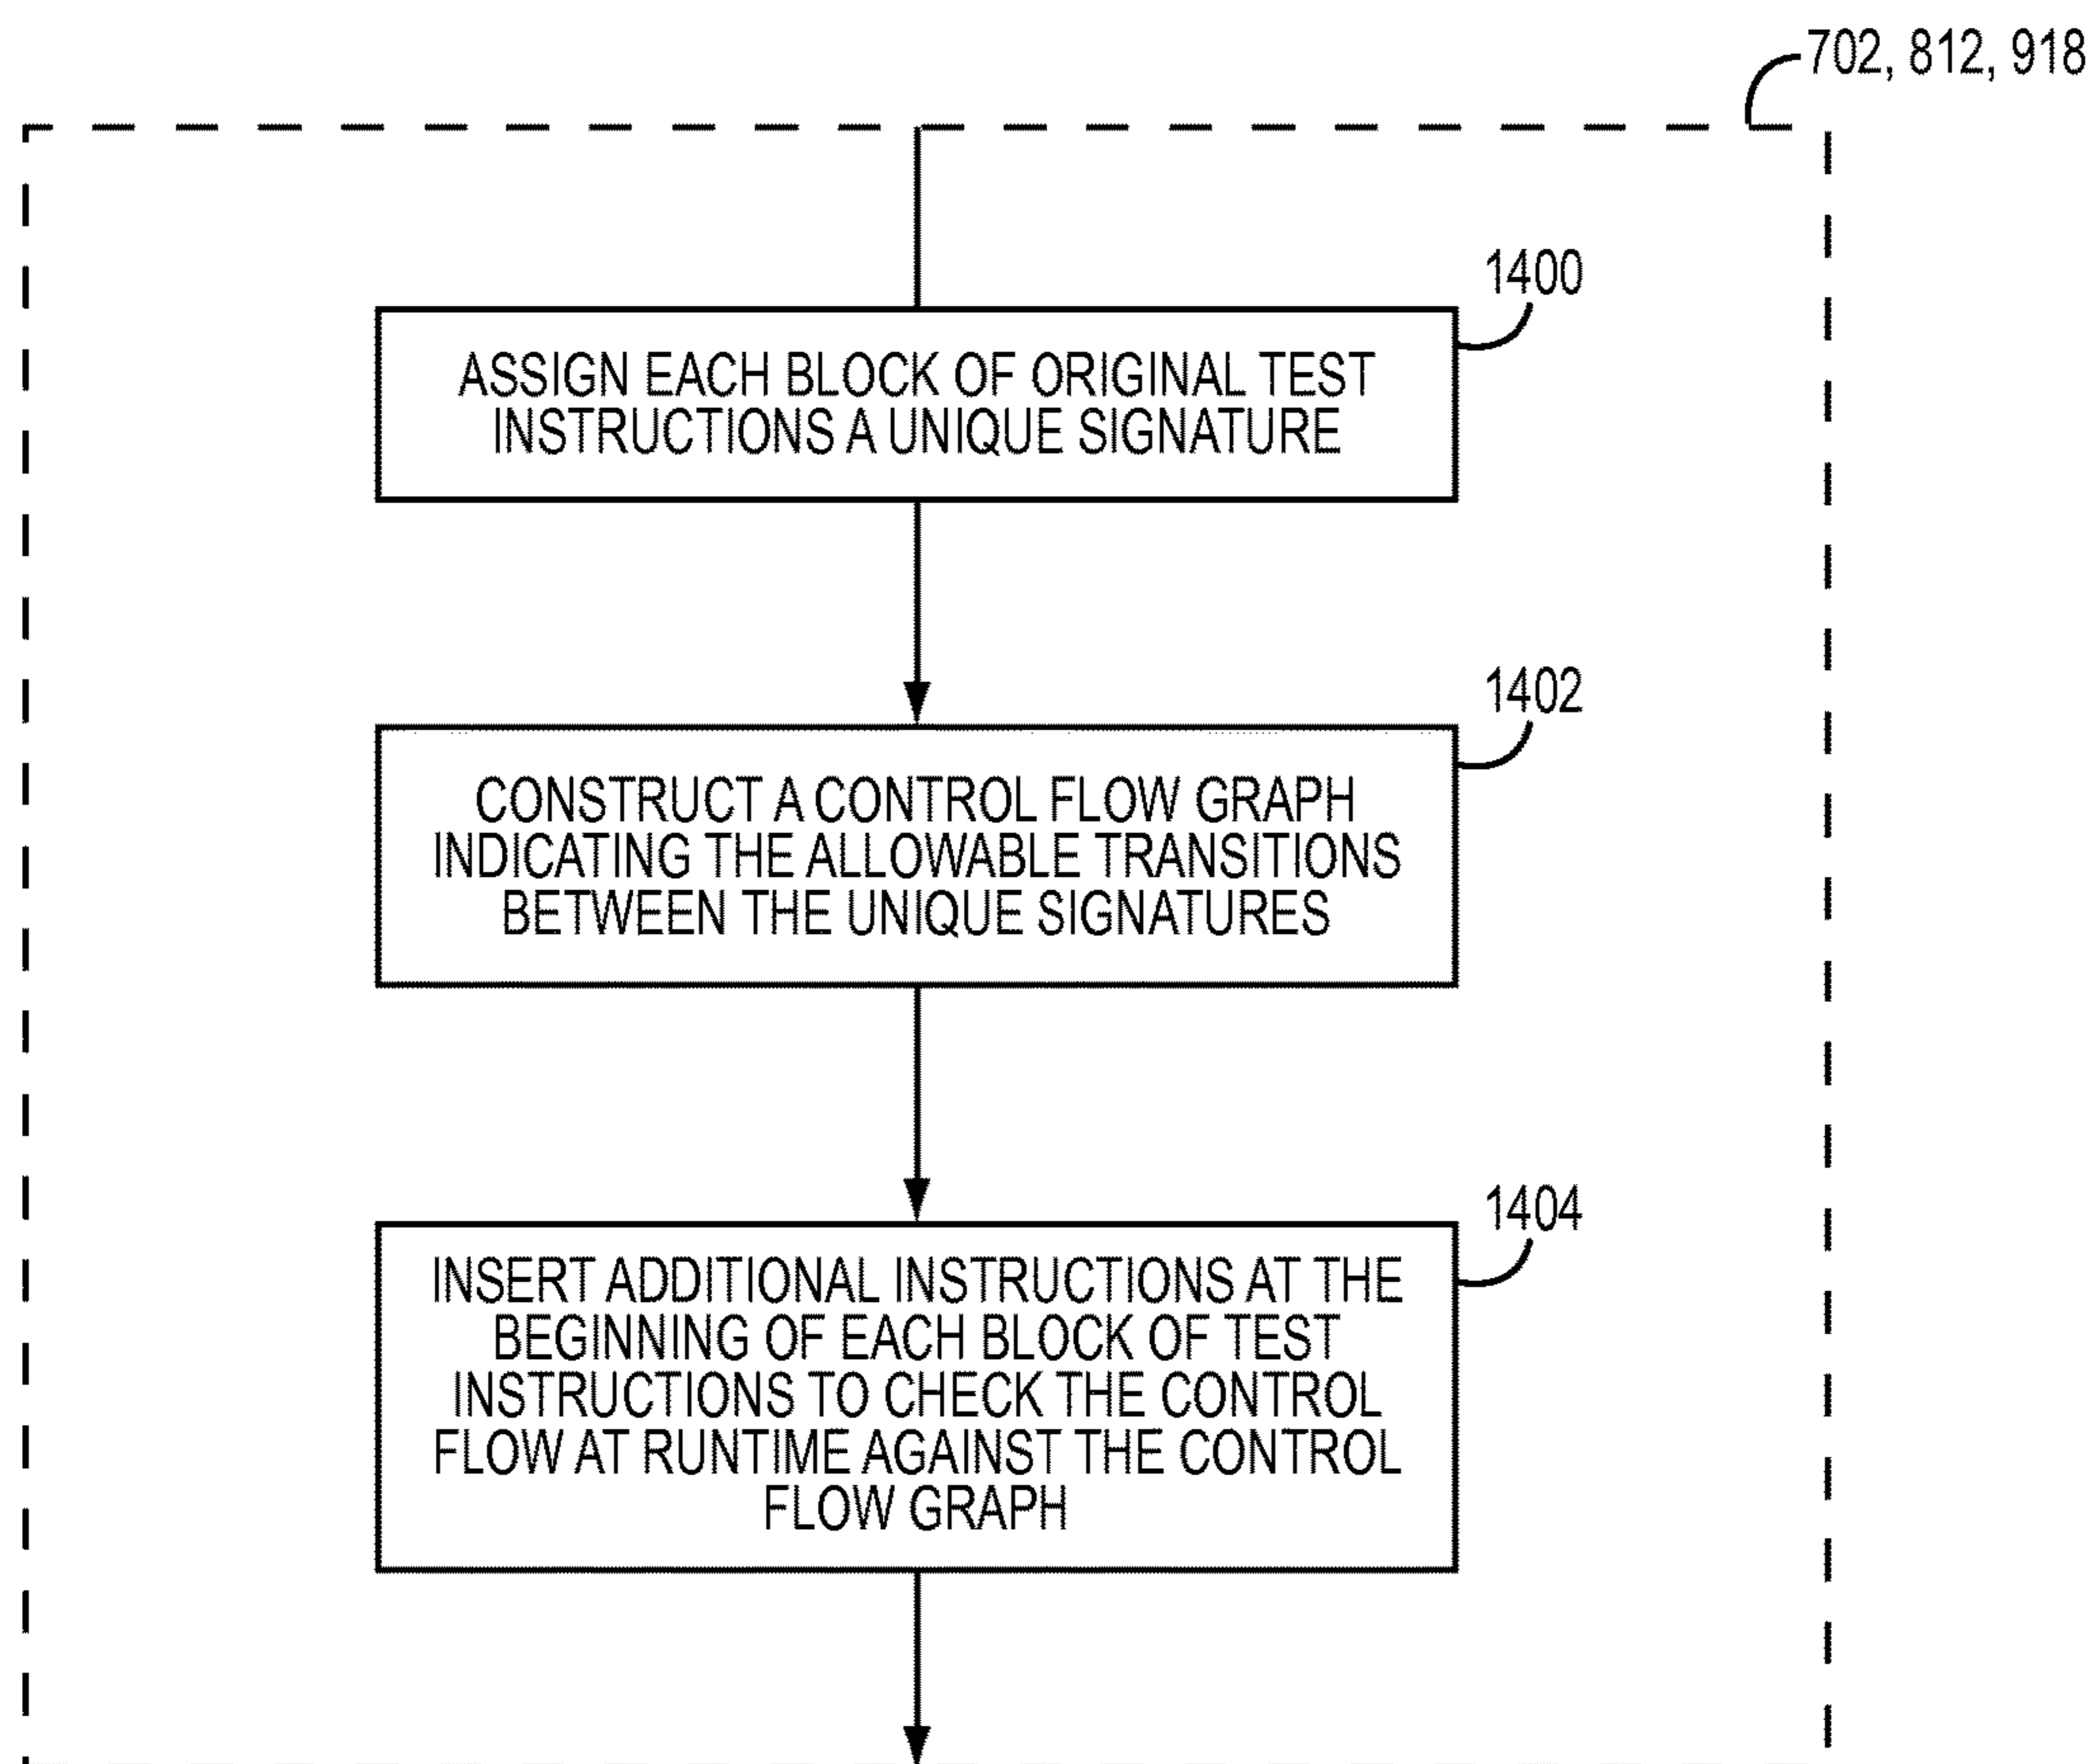 702, 812, 918
1400
ASSIGN EACH BLOCK OF ORIGINAL TEST
INSTRUCTIONS A UNIQUE SIGNATURE
1402
CONSTRUCT A CONTROL FLOW GRAPH
INDICATING THE ALLOWABLE TRANSITIONS
BETWEEN THE UNIQUE SIGNATURES
1404
INSERT ADDITIONAL INSTRUCTIONS AT THE
BEGINNING OF EACH BLOCK OF TEST
INSTRUCTIONS TO CHECK THE CONTROL
FLOW AT RUNTIME AGAINST THE CONTROL
FLOW GRAPH